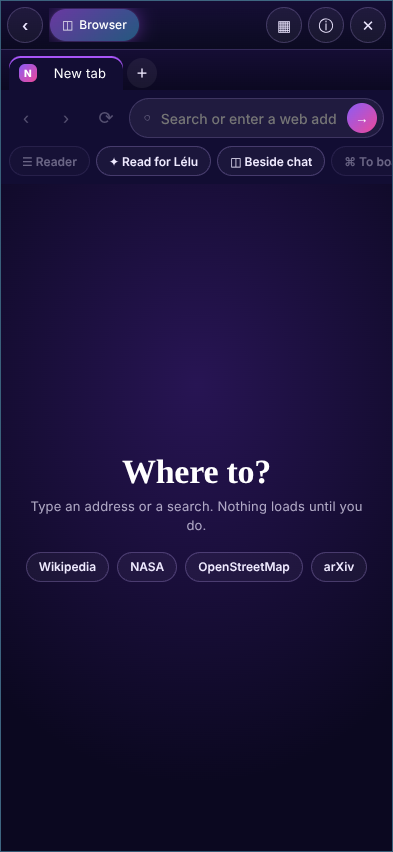 Browser
N New tab
Search or enter a web add
Reader
Read for Lélu
Beside chat
To bo
Where to?
Type an address or a search. Nothing loads until you
do.
Wikipedia
NASA
OpenStreetMap
arXiv